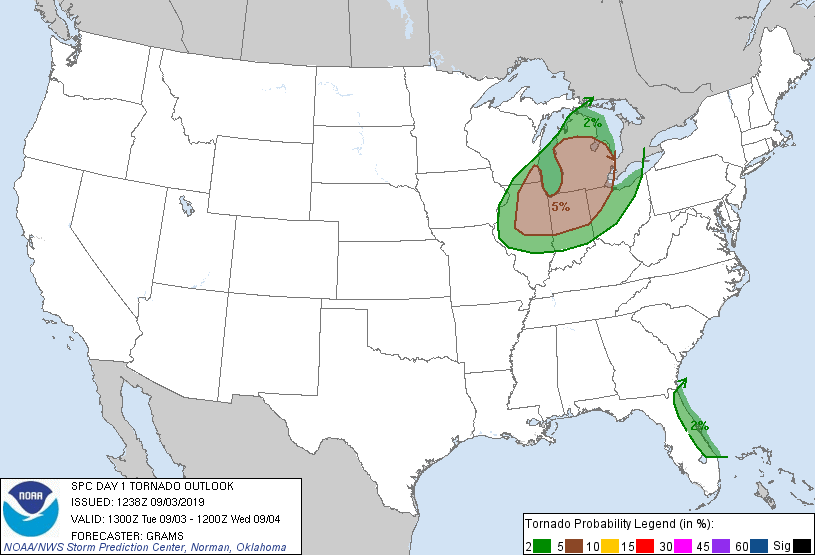 2%
5%
2%
NOAA
SPC DAY 1 TORNADO OUTLOOK
ISSUED: 1238Z 09/03/2019
VALID: 1300Z Tue 09/03 - 1200Z Wed 09/04
FORECASTER: GRAMS
NOAA/NWS Storm Prediction Center, Norman, Oklahoma
Tornado Probability Legend (in %):
2 5 10 15 30 45 60 Sig